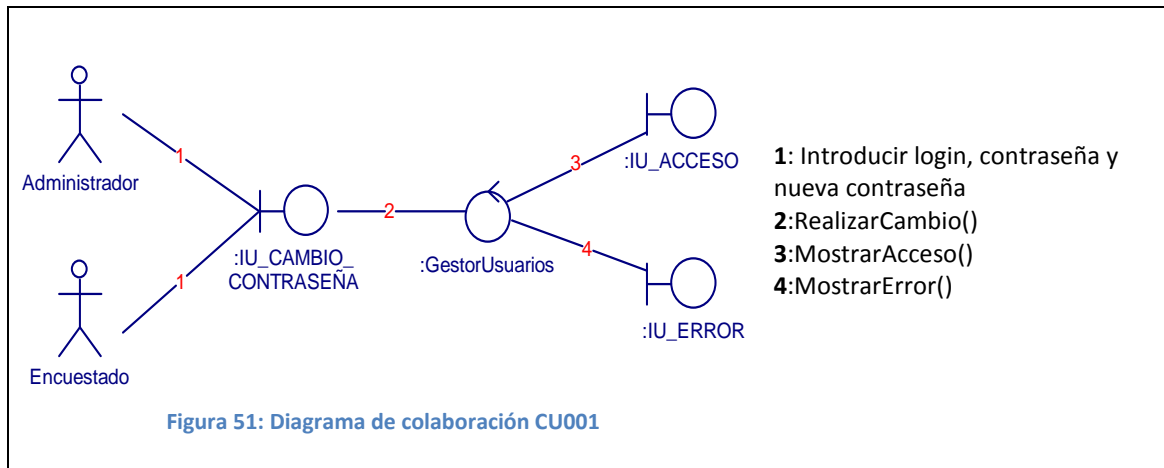 Administrador
1
Encuestado
1
:IU_CAMBIO_
CONTRASEÑA
2
:GestorUsuarios
3
:IU_ACCESO
4
:IU_ERROR
1: Introducir login, contraseña y
nueva contraseña
2:RealizarCambio()
3:MostrarAcceso()
4:MostrarError()
Figura 51: Diagrama de colaboración CU001